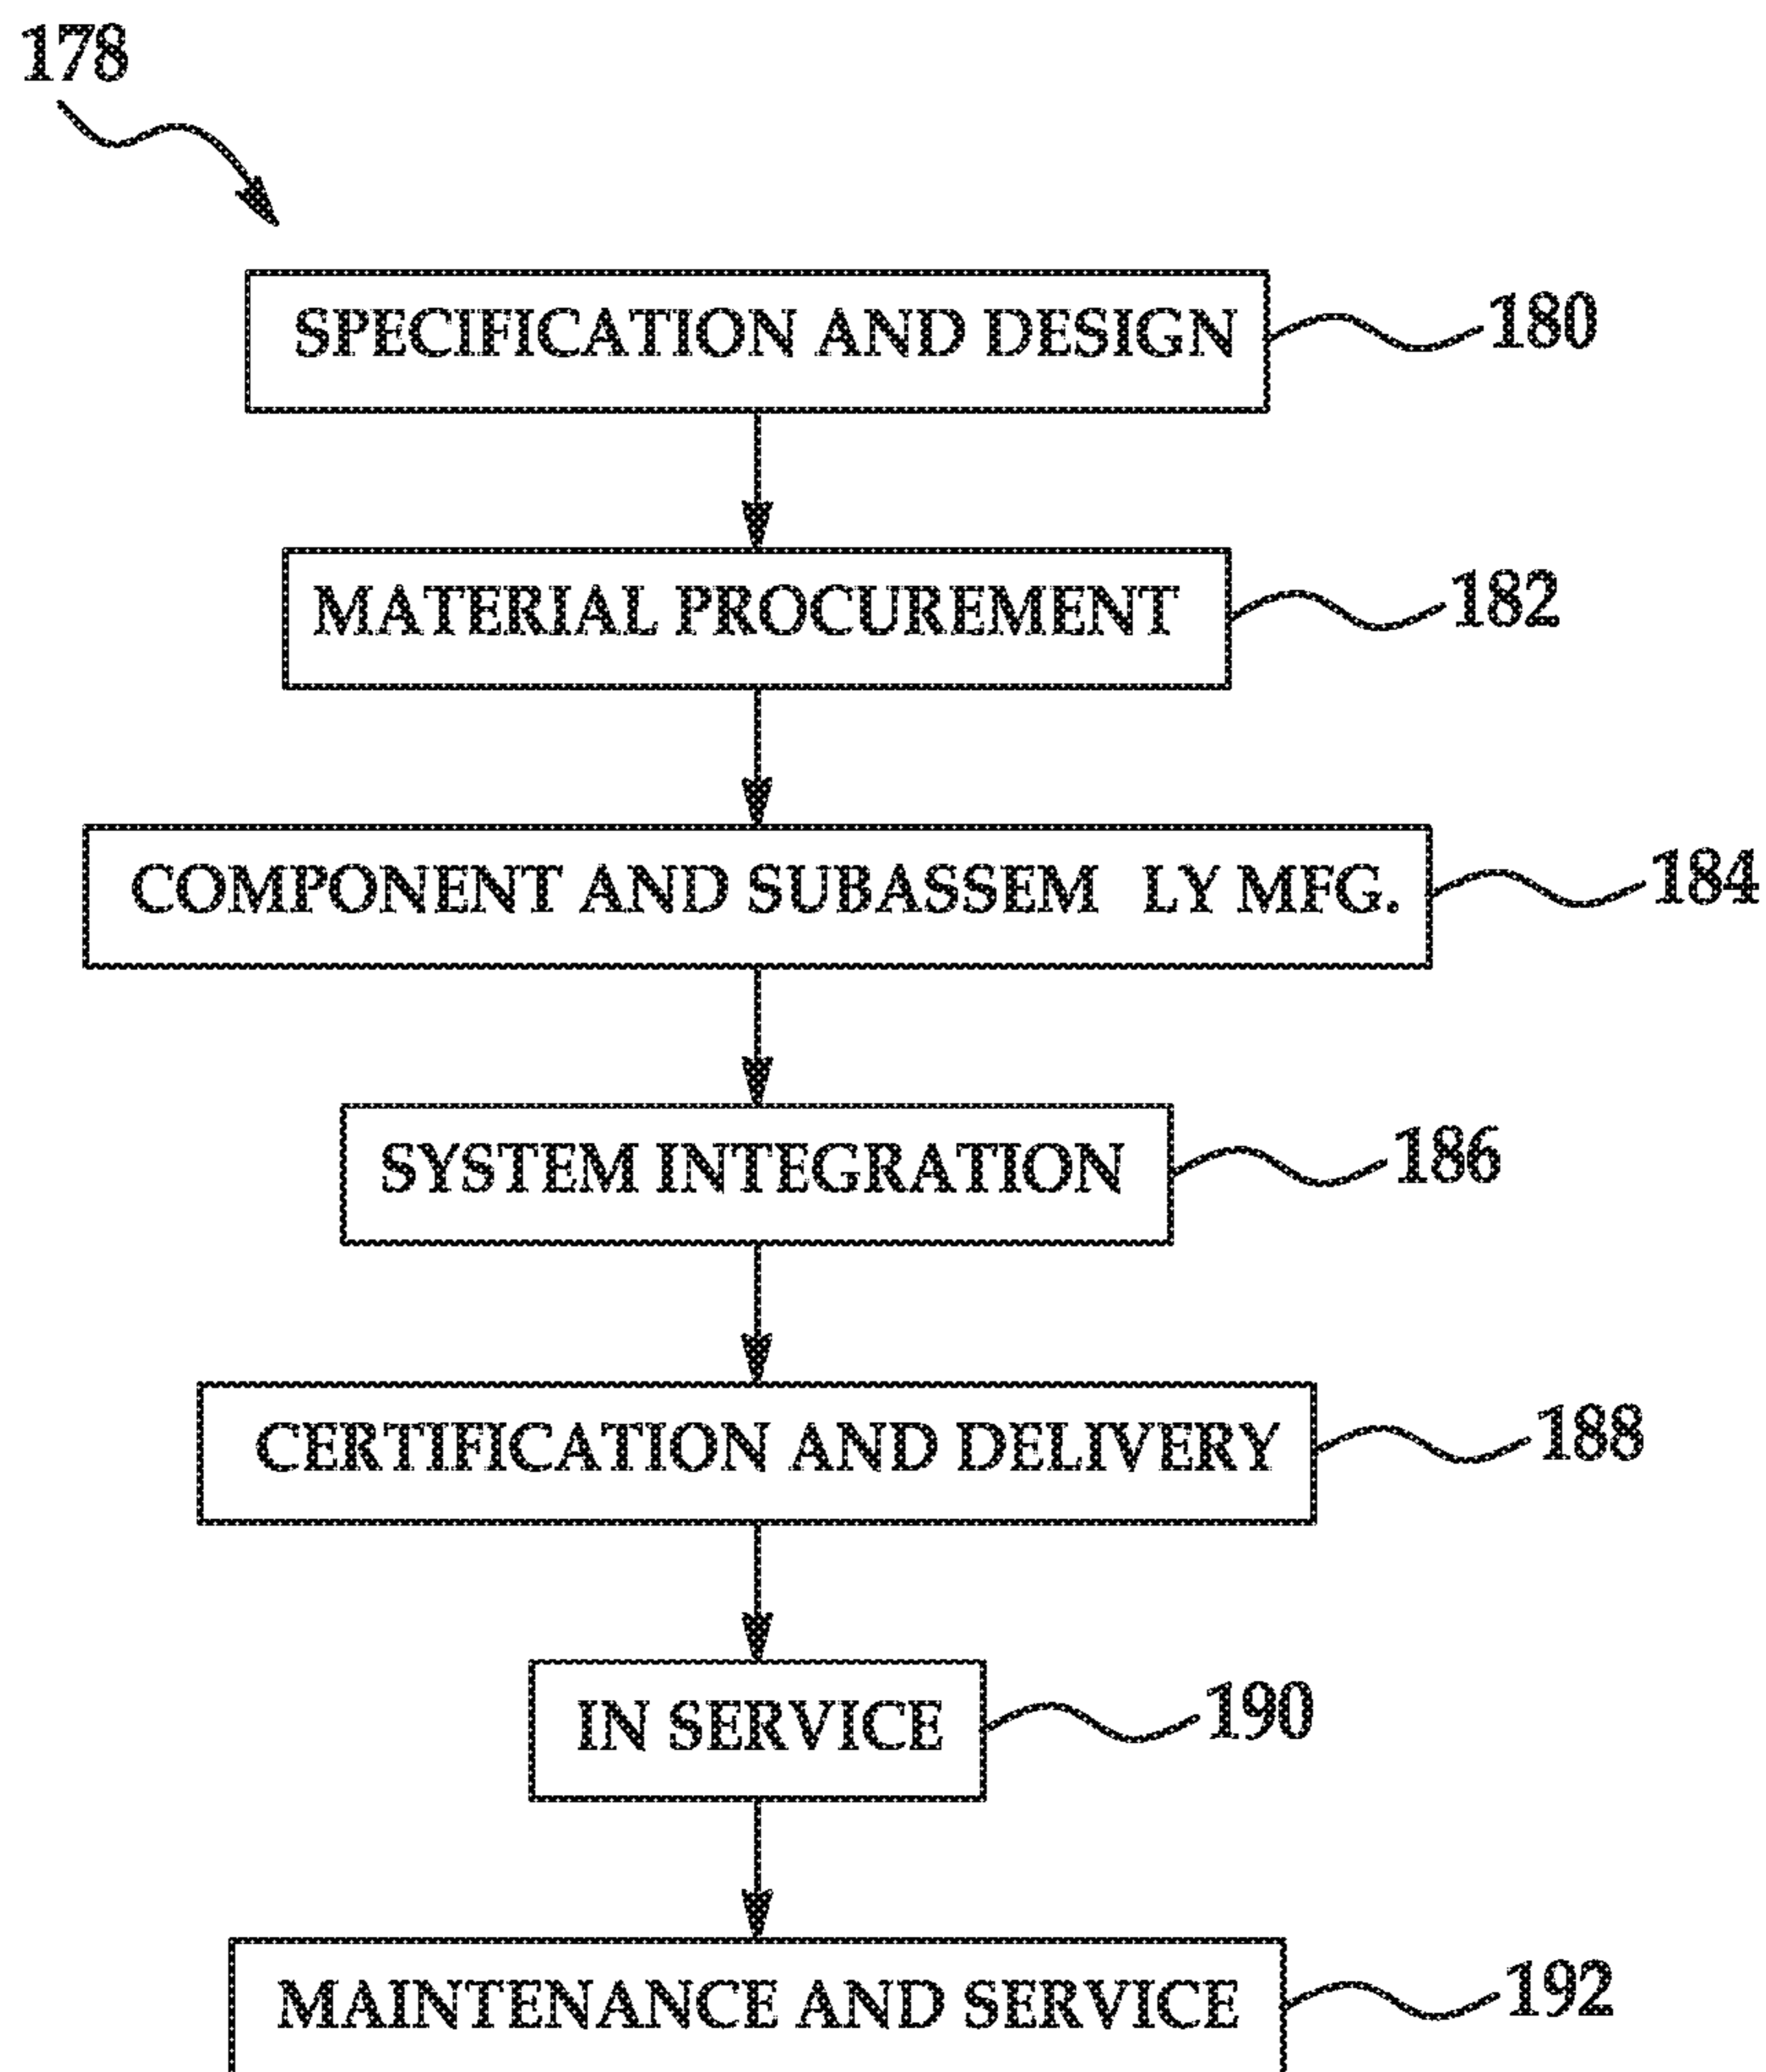 178
SPECIFICATION AND DESIGN
180
MATERIAL PROCUREMENT
182
COMPONENT AND SUBASSEM LY MFG.
184
SYSTEM INTEGRATION
186
CERTIFICATION AND DELIVERY
188
IN SERVICE
190
MAINTENANCE AND SERVICE
192